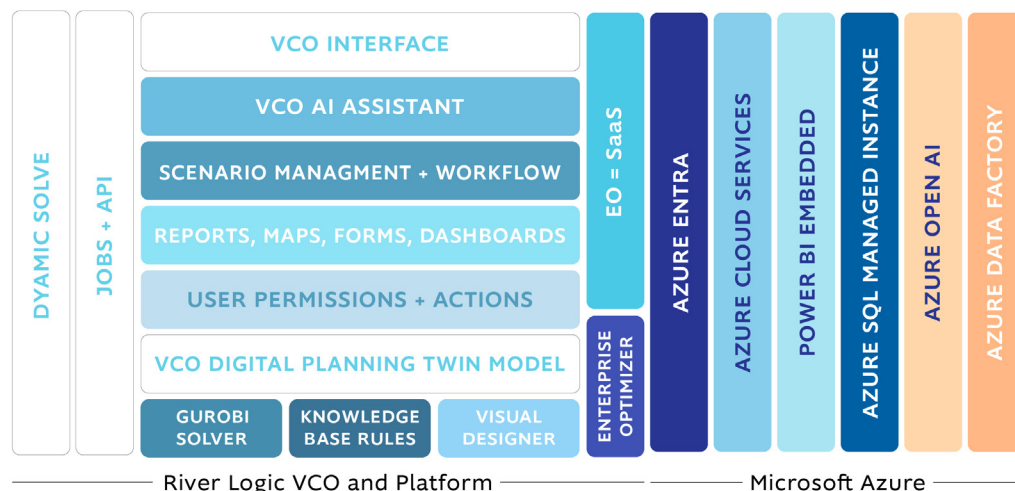 DYAMIC SOLVE
JOBS + API
VCO INTERFACE
VCO AI ASSISTANT
SCENARIO MANAGMENT + WORKFLOW
REPORTS, MAPS, FORMS, DASHBOARDS
USER PERMISSIONS + ACTIONS
VCO DIGITAL PLANNING TWIN MODEL
GUROBI
SOLVER
KNOWLEDGE
BASE RULES
VISUAL
DESIGNER
EO = SaaS
ENTERPRISE
OPTIMIZER
AZURE ENTRA
AZURE CLOUD SERVICES
POWER BI EMBEDDED
AZURE SQL MANAGED INSTANCE
AZURE OPEN AI
AZURE DATA FACTORY
River Logic VCO and Platform
Microsoft Azure